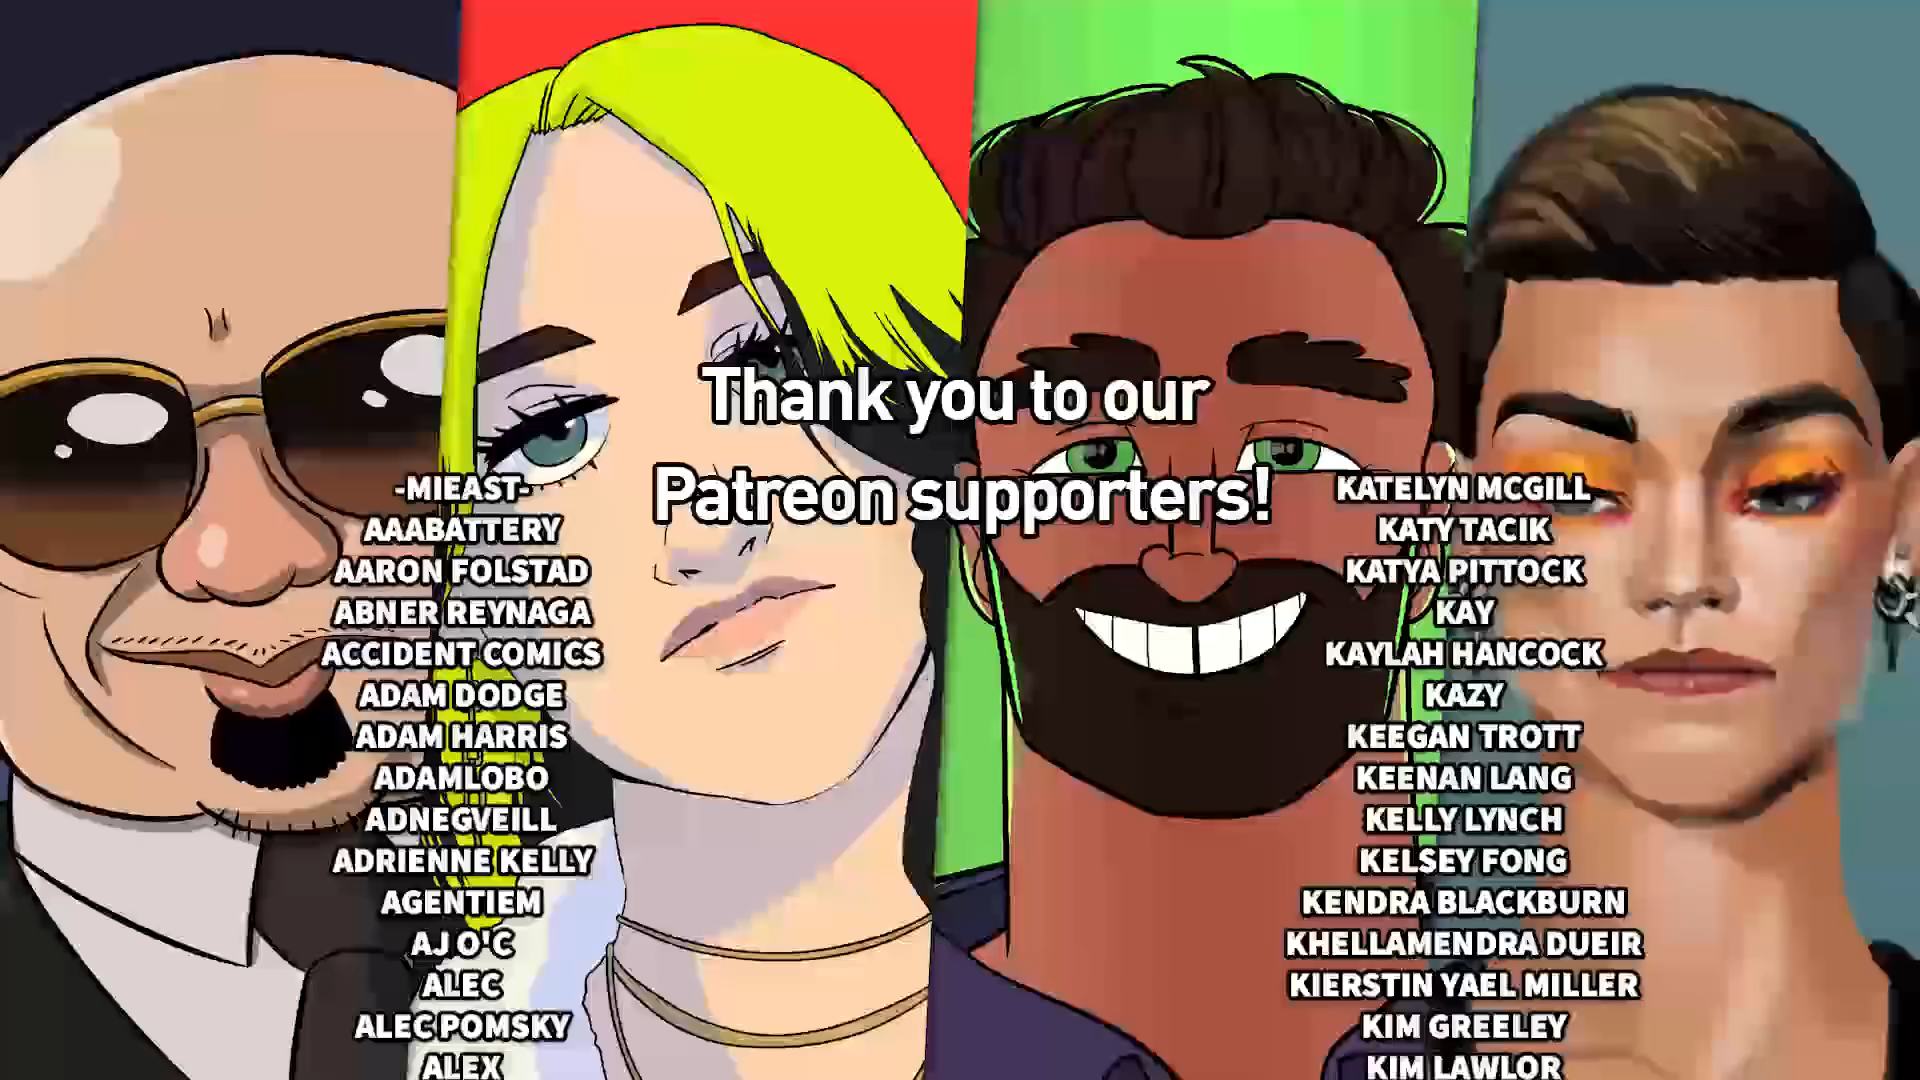 Thank you to our
Patreon supporters!
-MIEAST-
AAABATTERY
AARON FOLSTAD
ABNER REYNAGA
ACCIDENT COMICS
ADAM DODGE
ADAM HARRIS
ADAMLOBO
ADNEGVEILL
ADRIENNE KELLY
AGENTIEM
AJ O'C
ALEC
ALEC POMSKY
ALEX
KATELYN MCGILL
KATY TACIK
KATYA PITTOCK
KAY
KAYLAH HANCOCK
KAZY
KEEGAN TROTT
KEENAN LANG
KELLY LYNCH
KELSEY FONG
KENDRA BLACKBURN
KHELLAMENDRA DUEIR
KIERSTIN YAEL MILLER
KIM GREELEY
KIM LAWLOR